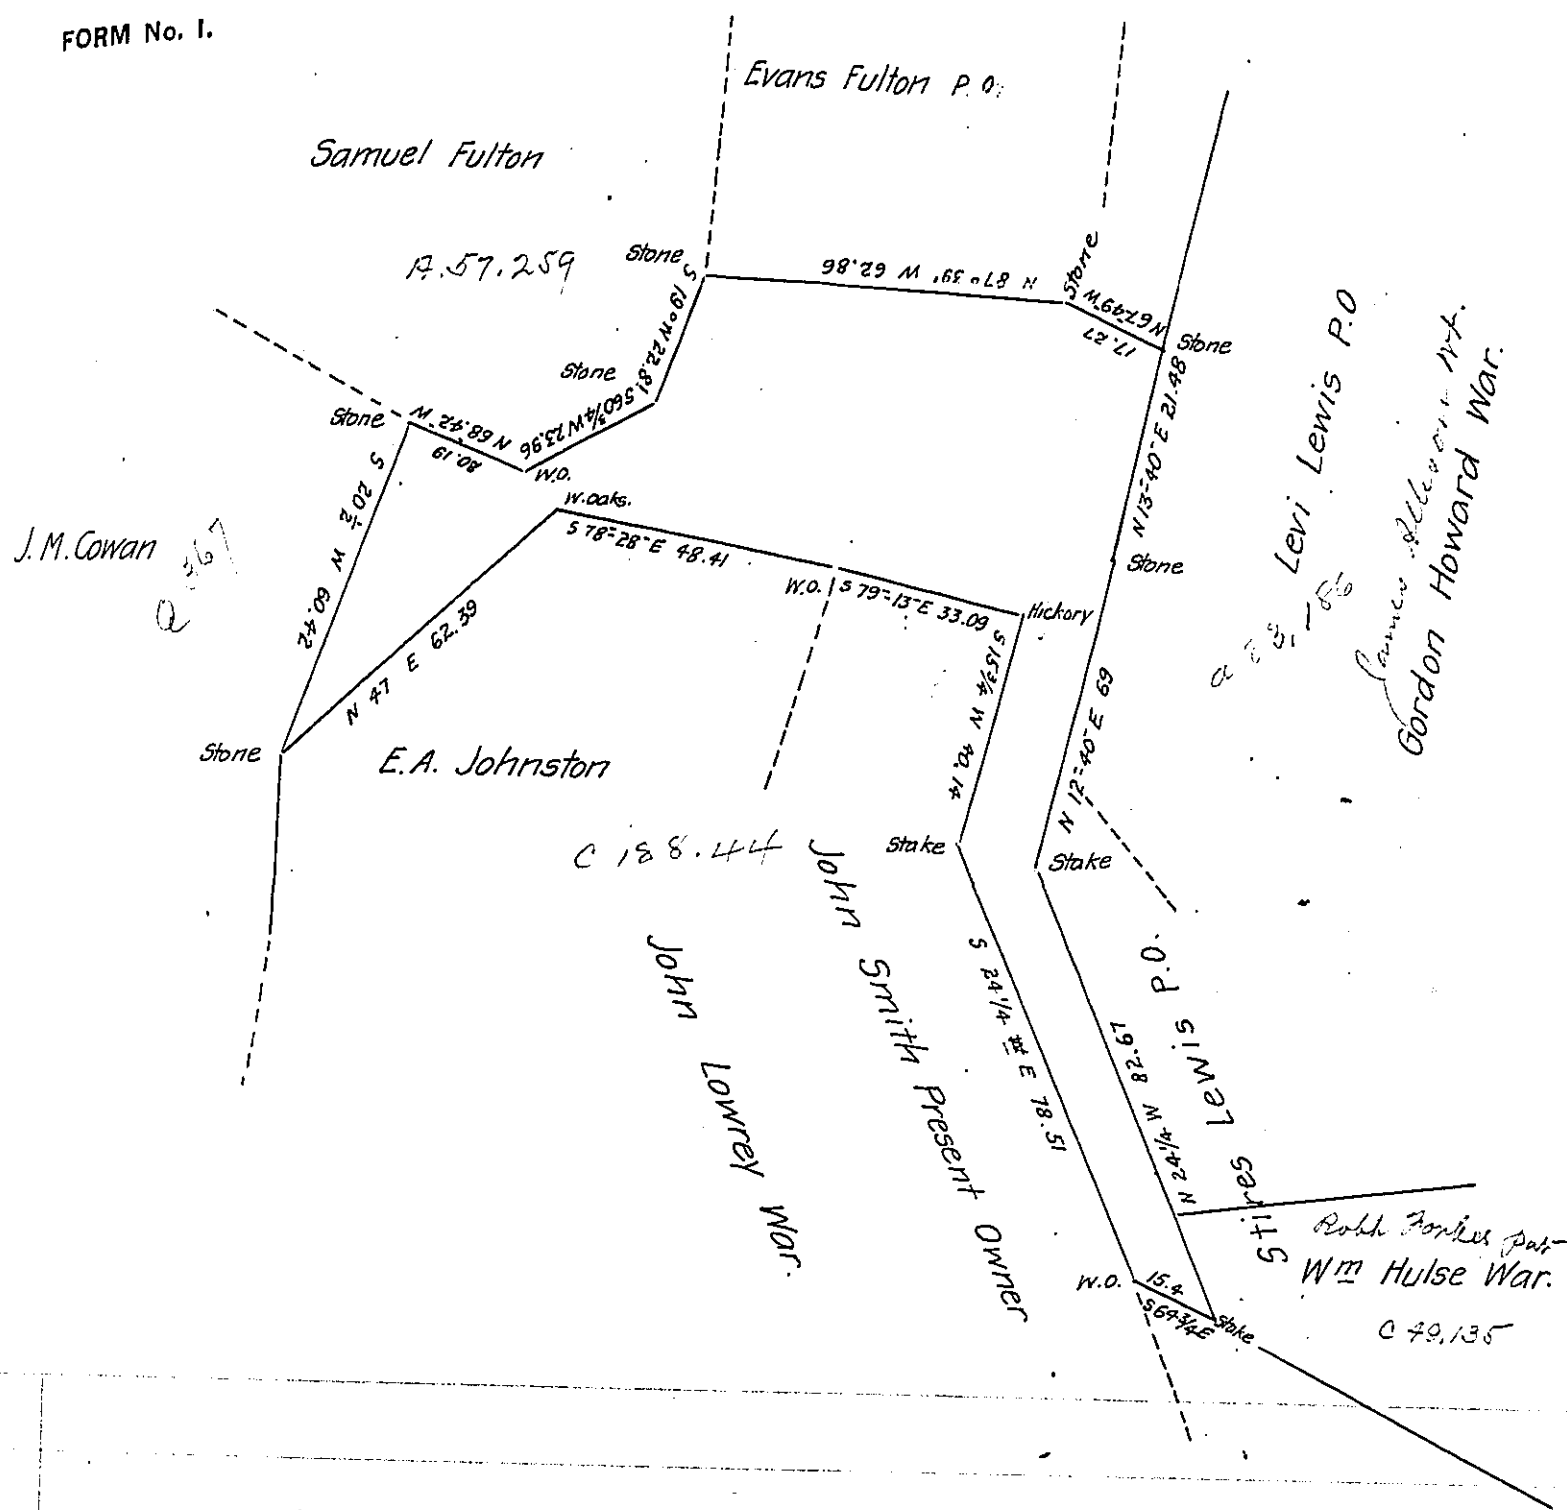 FORM No. 1.
Evans Fulton P.O.
Samuel Fulton
A.57.259
Stone
N 87° 39' W 62.86
Stone
N 67-49 W
17.27
Stone
S 19° W 22.81
Stone
S 60 3/4 W 23.96
W.O.
Stone
N 68-42 W
80.19
W.oaks.
S 78=28-E 48.41
W.O.
S 79=13-E 33.09
Hickory
N 13=40-E 21.48
Stone
Levi Lewis P.O
Gordon Howard War.
J.M. Cowan
S 20 1/2 W 60.42
N 47 E 62.39
Stone
E.A. Johnston
S 15 3/4 W 40.14
N 12=40-E 69
C 188.44
Stake
Stake
John Smith Present Owner
John Lowrey War.
S 24 1/4 E 78.51
N 24 1/4 W 82.67
Stires Lewis P.O.
W.O.
15.4
S 64 3/4 E
Stake
Wm Hulse War.
C 49,135